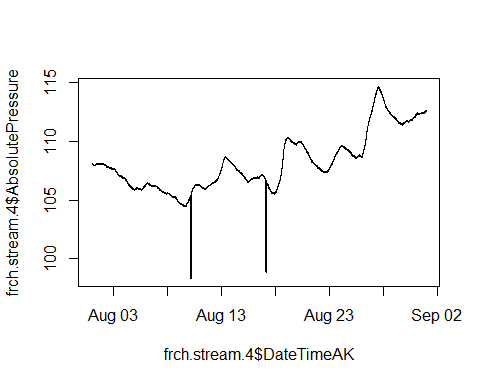 frch.stream.4$AbsolutePressure
115
110
105
100
Aug 03
Aug 13
Aug 23
Sep 02
frch.stream.4$DateTimeAK